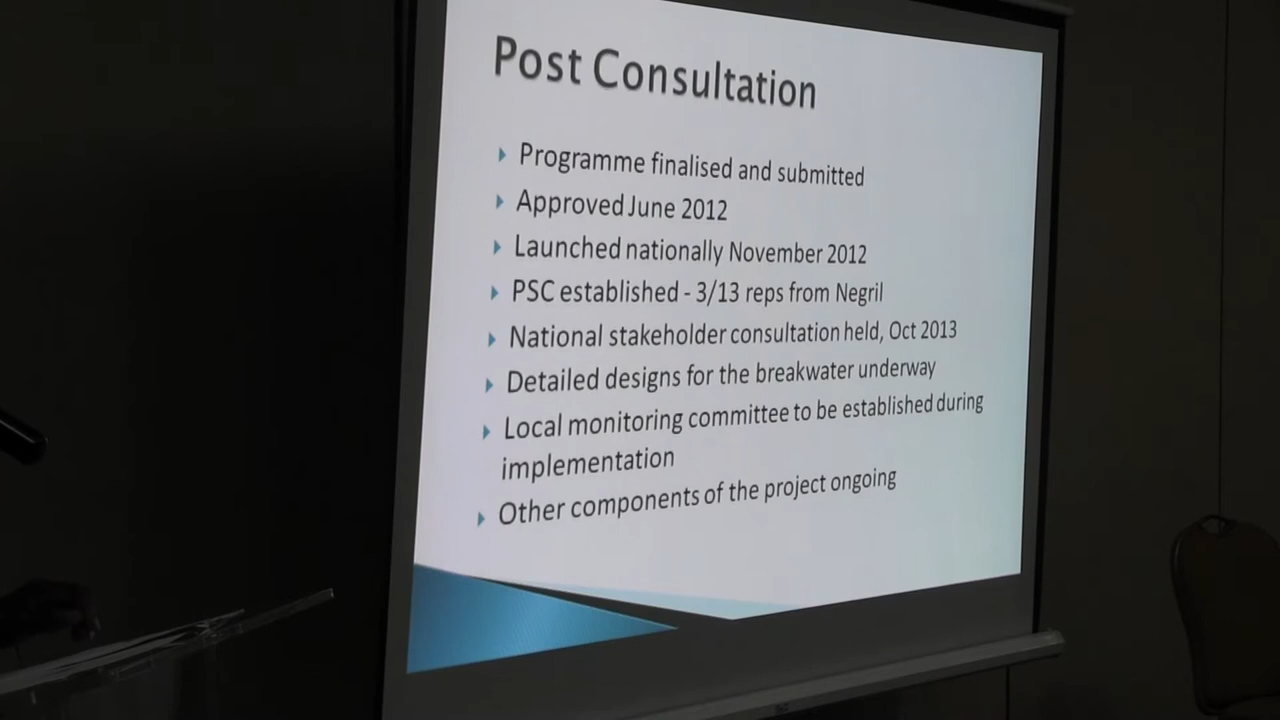 Post Consultation
Programme finalised and submitted
Approved June 2012
Launched nationally November 2012
PSC established - 3/13 reps from Negril
National stakeholder consultation held, Oct 2013
Detailed designs for the breakwater underway
Local monitoring committee to be established during
implementation
Other components of the project ongoing